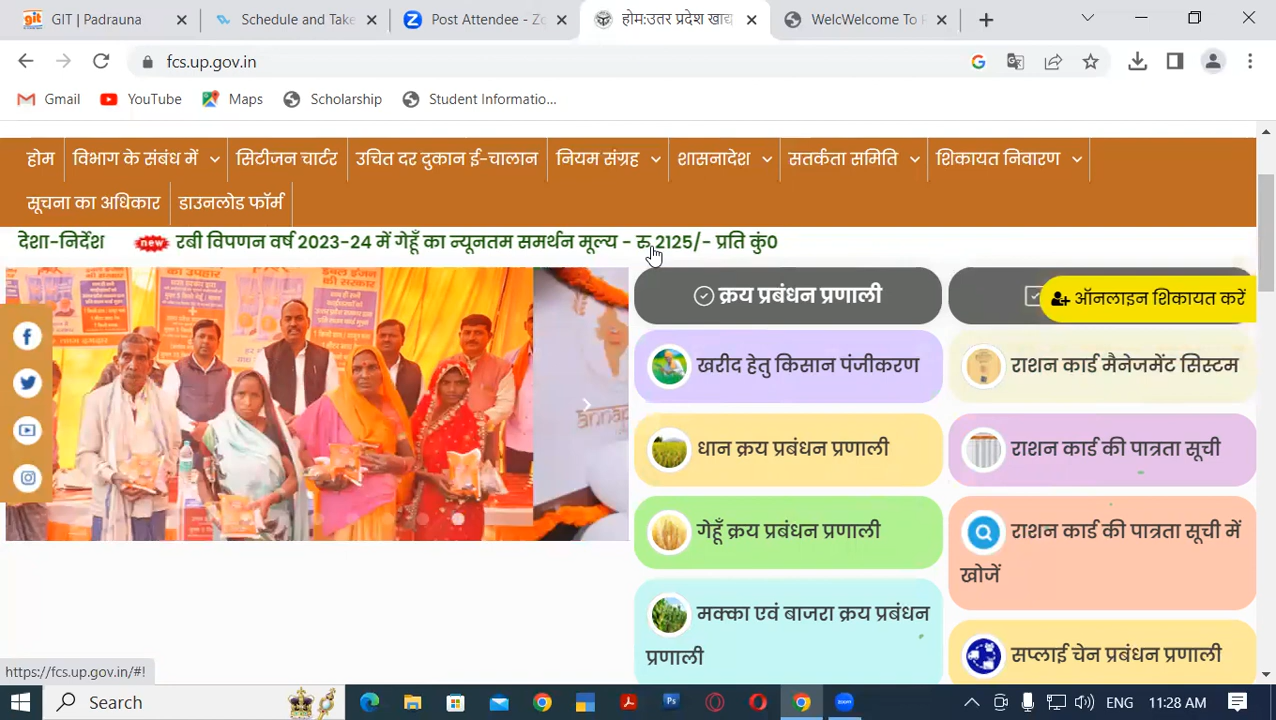 git GIT | Padrauna
Schedule and Take
Post Attendee - Zo
होम:उतर प्रदेश खाद्य
WelcWelcome To R
fcs.up.gov.in
Gmail YouTube Maps Scholarship Student Informatio...
होम विभाग के संबंध में सिटीजन चार्टर उचित दर दुकान ई-चालान नियम संग्रह शासनादेश सतर्कता समिति शिकायत निवारण
सूचना का अधिकार डाउनलोड फॉर्म
देशा-निर्देश new रबी विपणन वर्ष 2023-24 में गेहूँ का न्यूनतम समर्थन मूल्य - रु 2125/- प्रति कुं0
क्रय प्रबंधन प्रणाली
ऑनलाइन शिकायत करें
खरीद हेतु किसान पंजीकरण
राशन कार्ड मैनेजमेंट सिस्टम
धान क्रय प्रबंधन प्रणाली
राशन कार्ड की पात्रता सूची
गेहूँ क्रय प्रबंधन प्रणाली
राशन कार्ड की पात्रता सूची में
खोजें
मक्का एवं बाजरा क्रय प्रबंधन
प्रणाली
सप्लाई चेन प्रबंधन प्रणाली
https://fcs.up.gov.in/#!
Search
ENG 11:28 AM